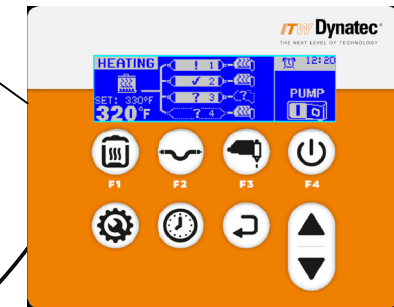 ITW Dynatec®
THE NEXT LEVEL OF TECHNOLOGY
HEATING
! 1
12:20
✓ 2
? 3 (?)
SET: 330°F
320°F
? 4
PUMP
F1 F2 F3 F4